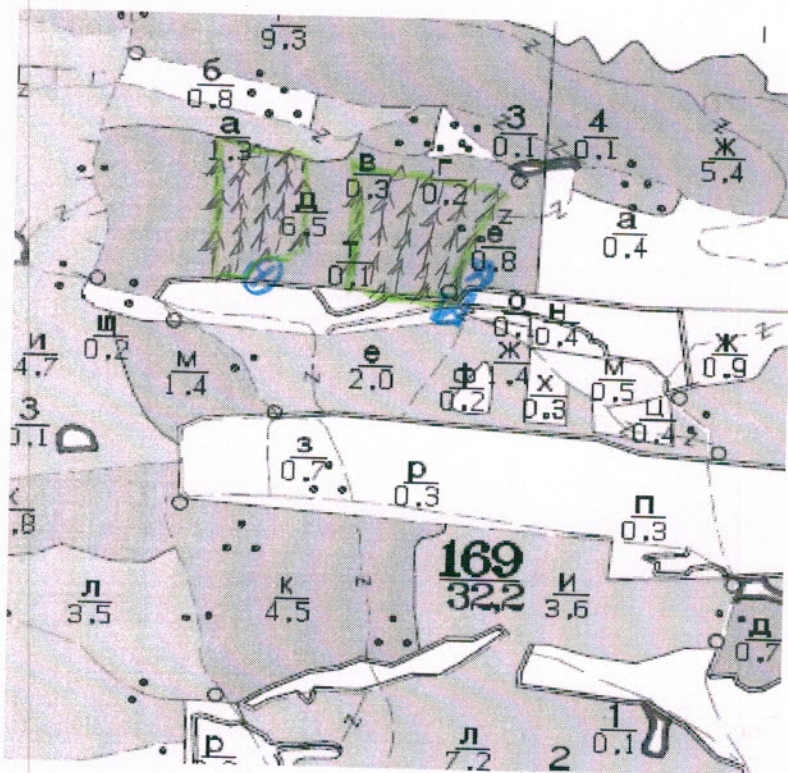 9.3
б
0.8
а
З
0.1
4
0.1
Ж
5.4
в
0.3
г
0.2
Д
6.5
а
0.4
е
0.8
т
0.1
щ
0.2
о
0.1
н
0.4
и
4.7
м
1.4
е
2.0
ф
0.2
ж
1.4
х
0.3
м
0.5
ц
0.4
Ж
0.9
З
0.1
з
0.7
р
0.3
п
0.3
.8
169
32,2
л
3.5
к
4.5
и
3,6
Д
0.7
р
л
7.2
2
1
0.1